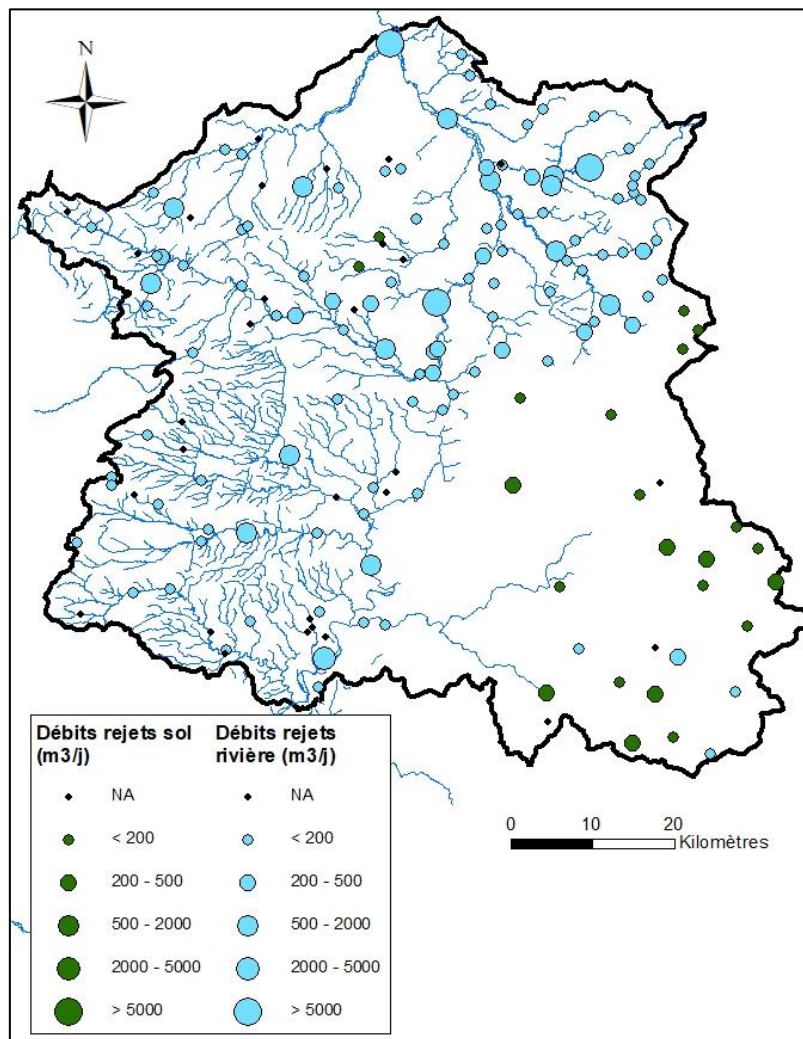 N
Débits rejets sol
(m3/j)
NA
< 200
200 - 500
500 - 2000
2000 - 5000
> 5000
Débits rejets
rivière (m3/j)
NA
< 200
200 - 500
500 - 2000
2000 - 5000
> 5000
0 10 20
Kilomètres